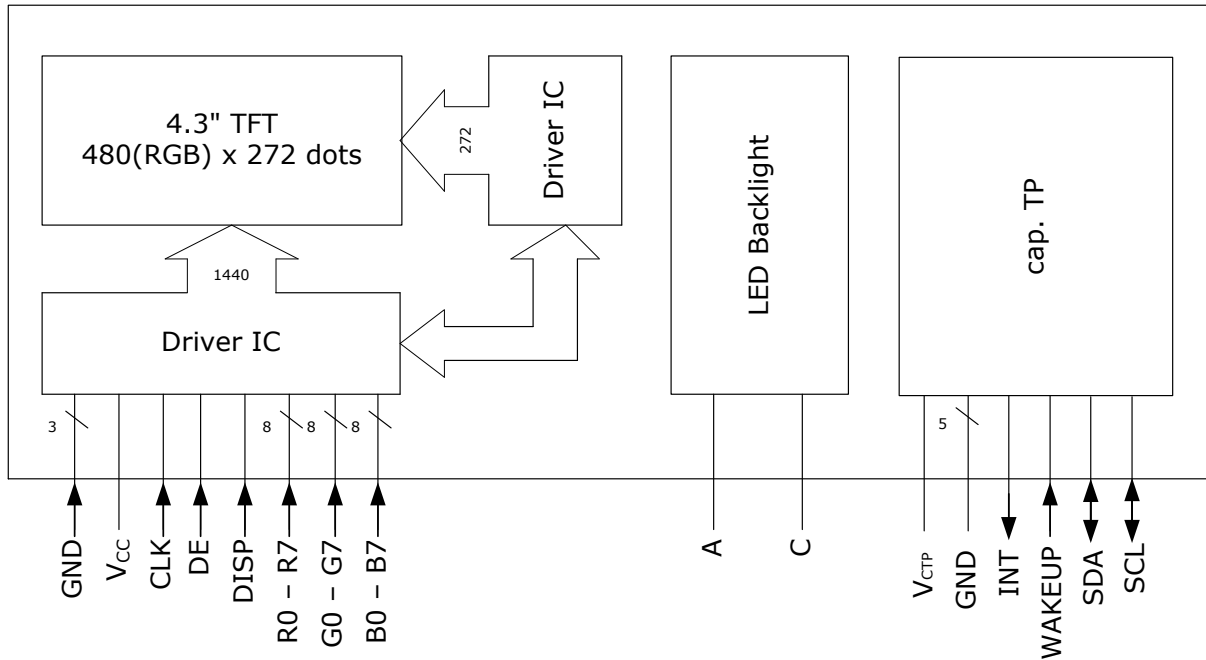 4.3" TFT
480(RGB) x 272 dots
272
Driver IC
LED Backlight
cap. TP
1440
Driver IC
3
8
8
8
5
GND
VCC
CLK
DE
DISP
R0 – R7
G0 – G7
B0 – B7
A
C
VCTP
GND
INT
WAKEUP
SDA
SCL